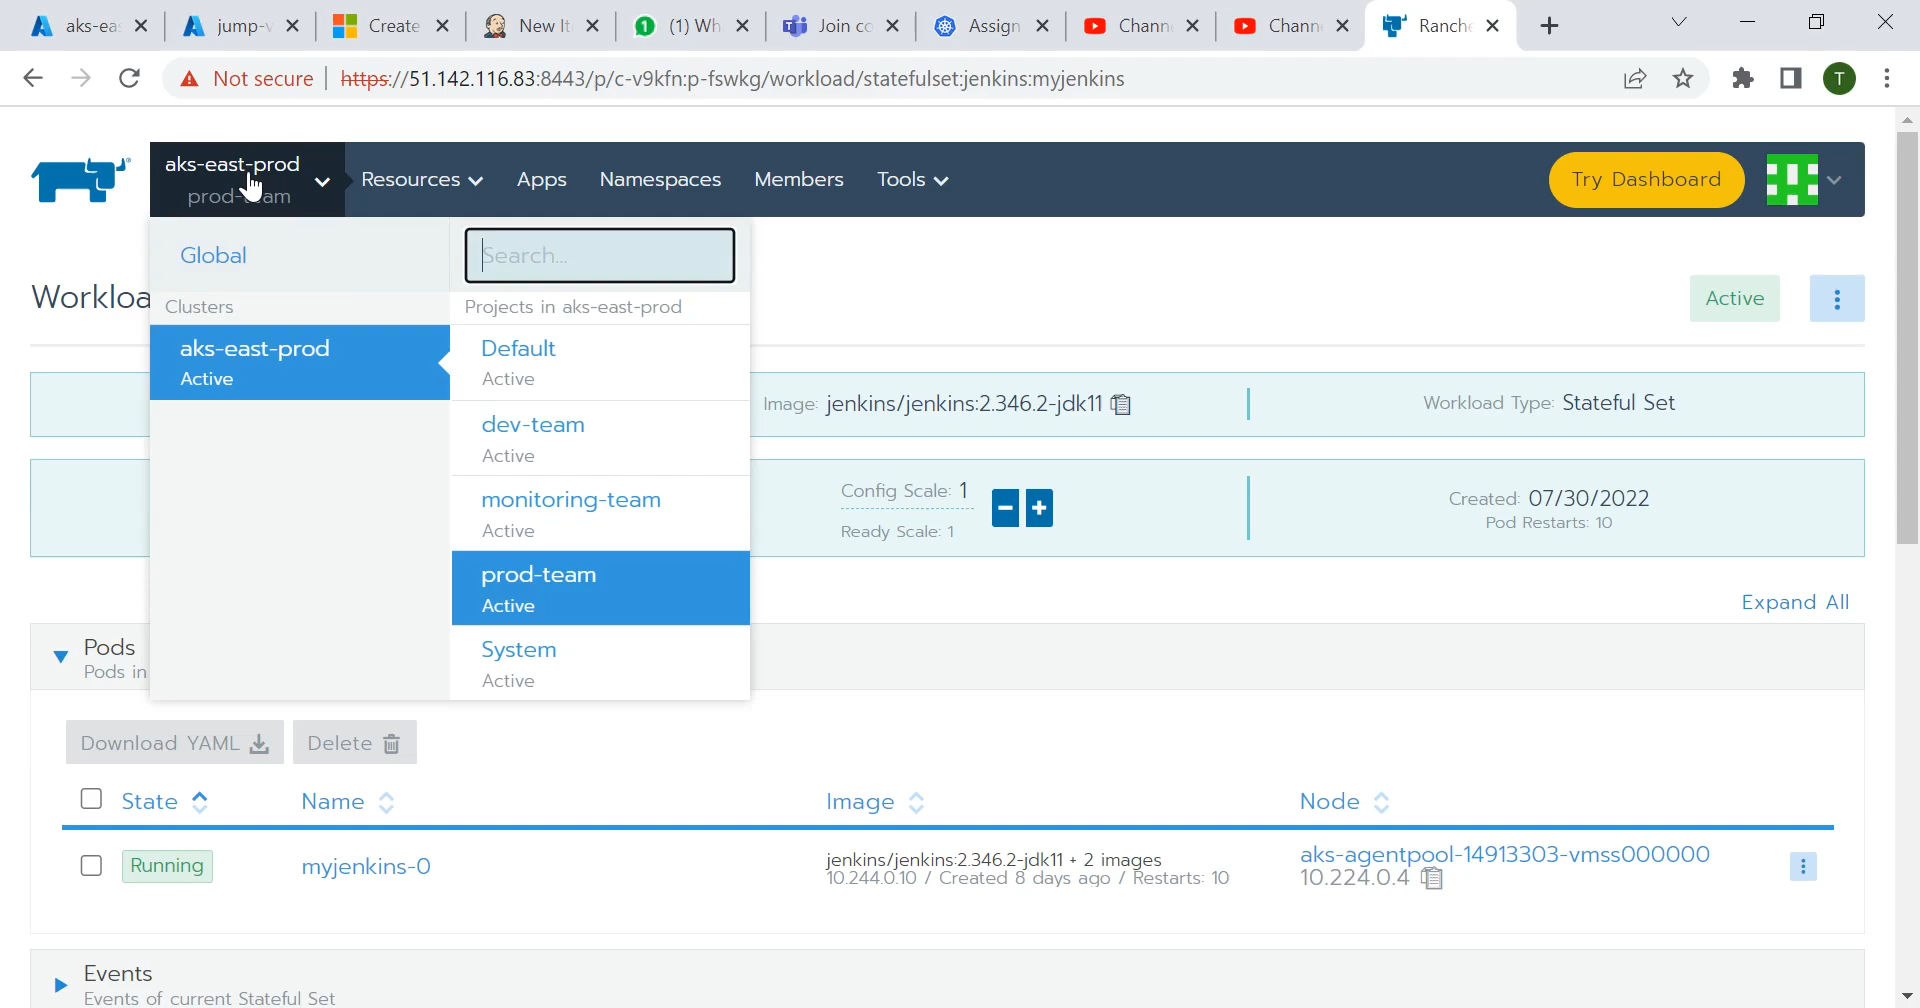 aks-eas
jump-v
Create
New It
(1) Wh
Join co
Assign
Chann
Chann
Ranche
Not secure
https://51.142.116.83:8443/p/c-v9kfn:p-fswkg/workload/statefulset:jenkins:myjenkins
T
aks-east-prod
Resources
Apps
Namespaces
Members
Tools
Try Dashboard
Global
Search...
Clusters
Projects in aks-east-prod
aks-east-prod
Active
Default
Active
dev-team
Active
monitoring-team
Active
prod-team
Active
System
Active
Active
Image: jenkins/jenkins:2.346.2-jdk11
Workload Type: Stateful Set
Config Scale: 1
Ready Scale: 1
Created: 07/30/2022
Pod Restarts: 10
Expand All
Pods
Pods in
Download YAML
Delete
State
Name
Image
Node
Running
myjenkins-0
jenkins/jenkins:2.346.2-jdk11 + 2 images
10.244.0.10 / Created 8 days ago / Restarts: 10
aks-agentpool-14913303-vmss000000
10.224.0.4
Events
Events of current Stateful Set